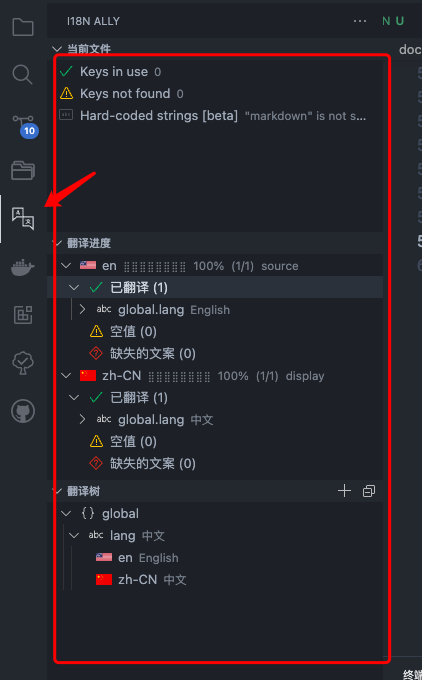 I18N ALLY ··· N U
当前文件 doc
Keys in use 0
Keys not found 0
Hard-coded strings [beta] "markdown" is not s...
10
翻译进度
en 100% (1/1) source
已翻译 (1)
abc global.lang English
空值 (0)
缺失的文案 (0)
zh-CN 100% (1/1) display
已翻译 (1)
abc global.lang 中文
空值 (0)
缺失的文案 (0)
翻译树
{} global
abc lang 中文
en English
zh-CN 中文
终端